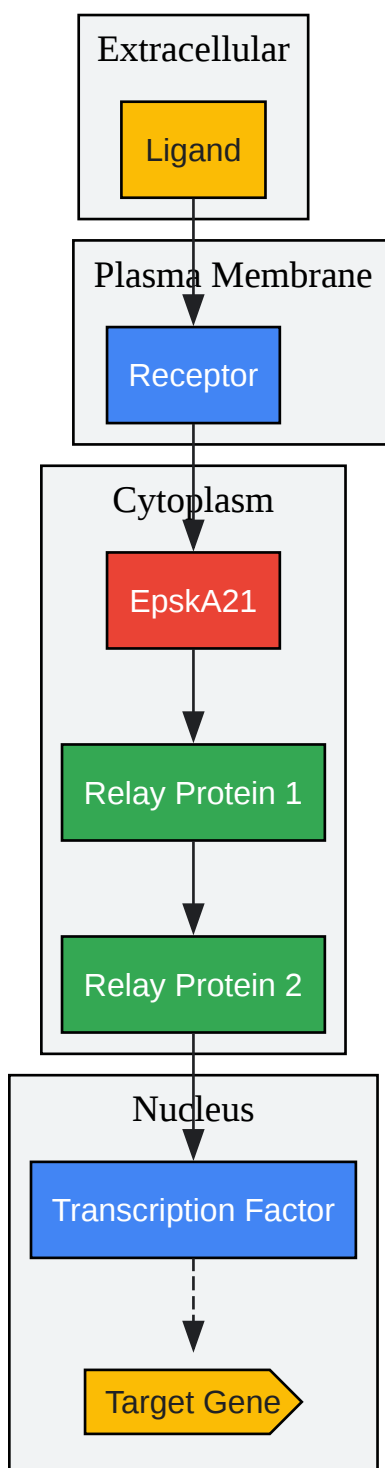 Extracellular
Ligand
Plasma Membrane
Receptor
Cytoplasm
EpskA21
Relay Protein 1
Relay Protein 2
Nucleus
Transcription Factor
Target Gene